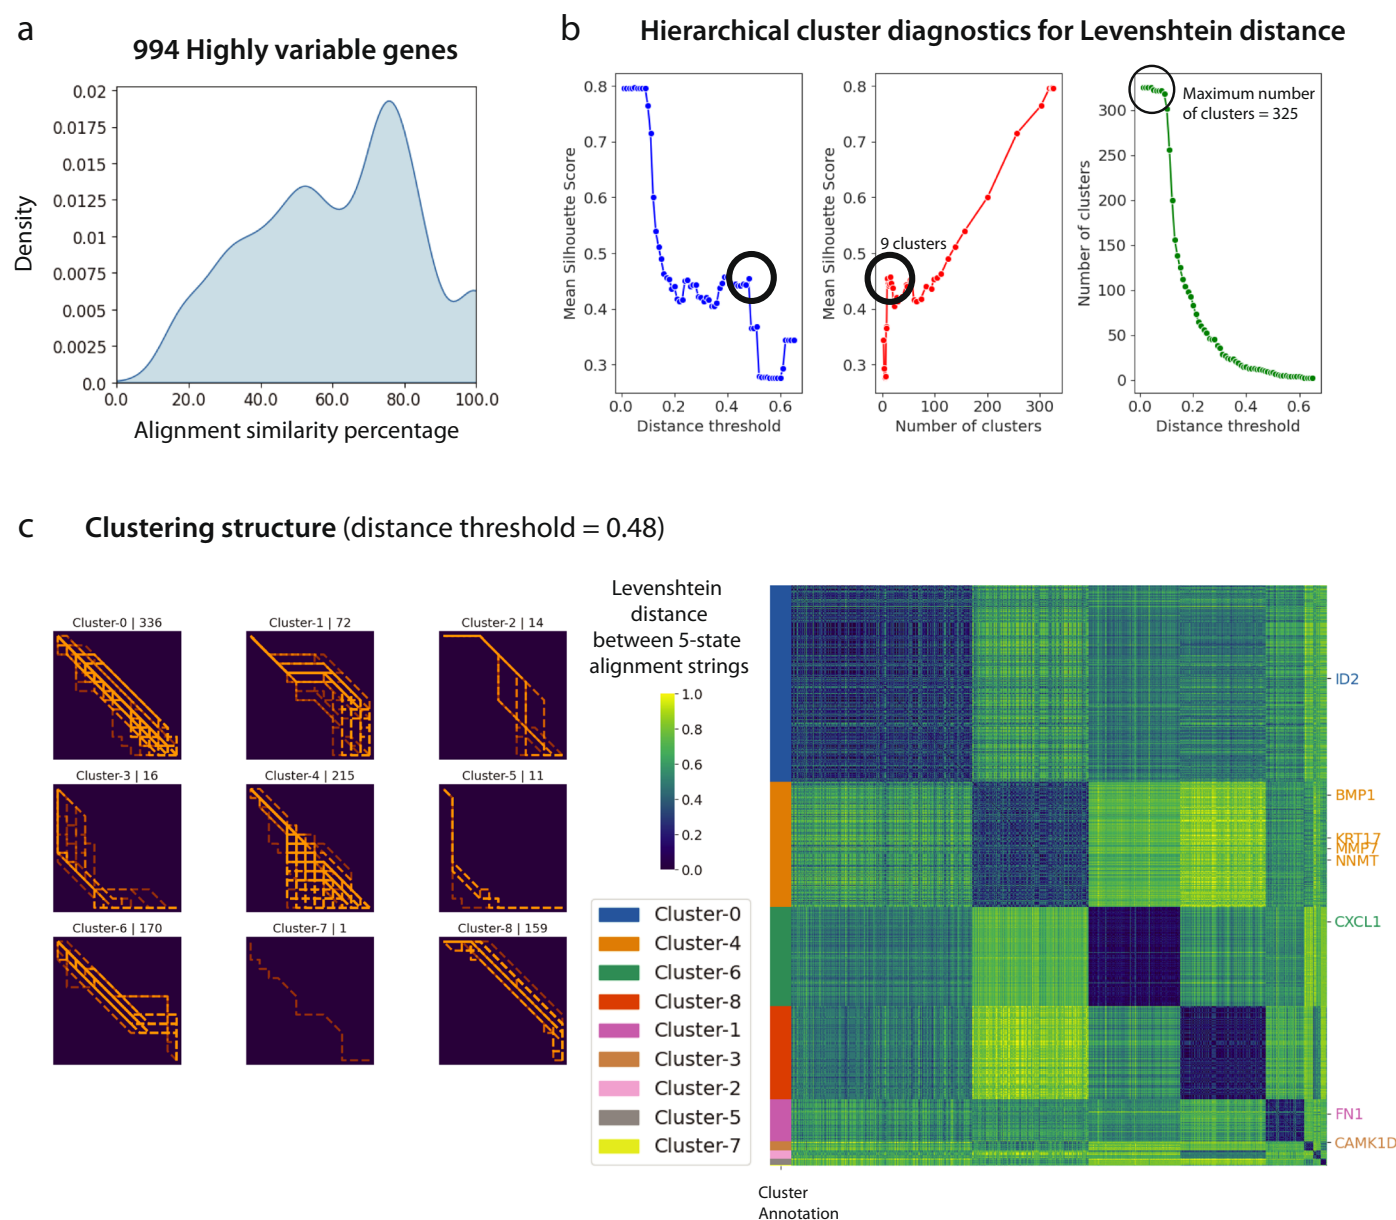 a
994 Highly variable genes
0.02
0.0175
0.015
0.0125
0.01
0.0075
0.005
0.0025
0.0
0.0
20.0
40.0
60.0
80.0
100.0
Density
Alignment similarity percentage
b
Hierarchical cluster diagnostics for Levenshtein distance
0.8
0.7
0.6
0.5
0.4
0.3
Mean Silhouette Score
0.0
0.2
0.4
0.6
Distance threshold
0.8
0.7
0.6
0.5
0.4
0.3
Mean Silhouette Score
9 clusters
0
100
200
300
Number of clusters
300
250
200
150
100
50
0
Number of clusters
Maximum number
of clusters = 325
0.0
0.2
0.4
0.6
Distance threshold
c
Clustering structure (distance threshold = 0.48)
Cluster-0 | 336
Cluster-1 | 72
Cluster-2 | 14
Cluster-3 | 16
Cluster-4 | 215
Cluster-5 | 11
Cluster-6 | 170
Cluster-7 | 1
Cluster-8 | 159
Levenshtein
distance
between 5-state
alignment strings
1.0
0.8
0.6
0.4
0.2
0.0
Cluster-0
Cluster-4
Cluster-6
Cluster-8
Cluster-1
Cluster-3
Cluster-2
Cluster-5
Cluster-7
ID2
BMP1
KRT17
MMP7
NNMT
CXCL1
FN1
CAMK1D
Cluster
Annotation